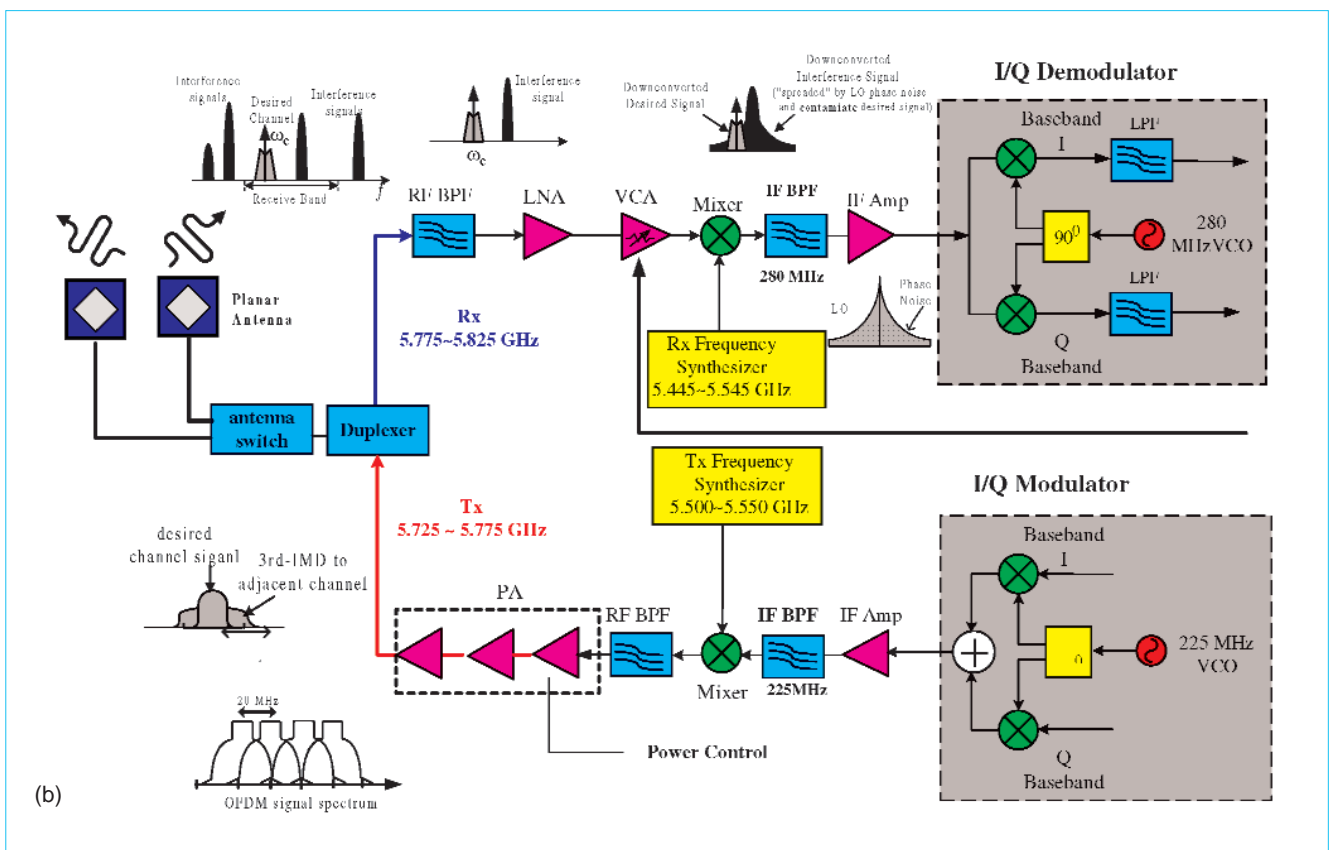 Interference
signals
Desired
Channel
ωc
Interference
signals
f
Receive Band
Interference
signal
ωc
Downconverted
Desired Signal
Downconverted
Interference Signal
("spreaded" by LO phase noise
and contamiate desired signal)
I/Q Demodulator
Baseband
I
LPF
90⁰
280
MHzVCO
LPF
Q
Baseband
RF BPF
LNA
VCA
Mixer
IF BPF
280 MHz
IF Amp
LO
Phase
Noise
Planar
Antenna
Rx
5.775~5.825 GHz
Rx Frequency
Synthesizer
5.445~5.545 GHz
antenna
switch
Duplexer
Tx Frequency
Synthesizer
5.500~5.550 GHz
Tx
5.725 ~ 5.775 GHz
I/Q Modulator
Baseband
I
225 MHz
VCO
Q
Baseband
desired
channel siganl
3rd-IMD to
adjacent channel
PA
RF BPF
Mixer
IF BPF
225MHz
IF Amp
Power Control
20 MHz
OFDM signal spectrum
(b)